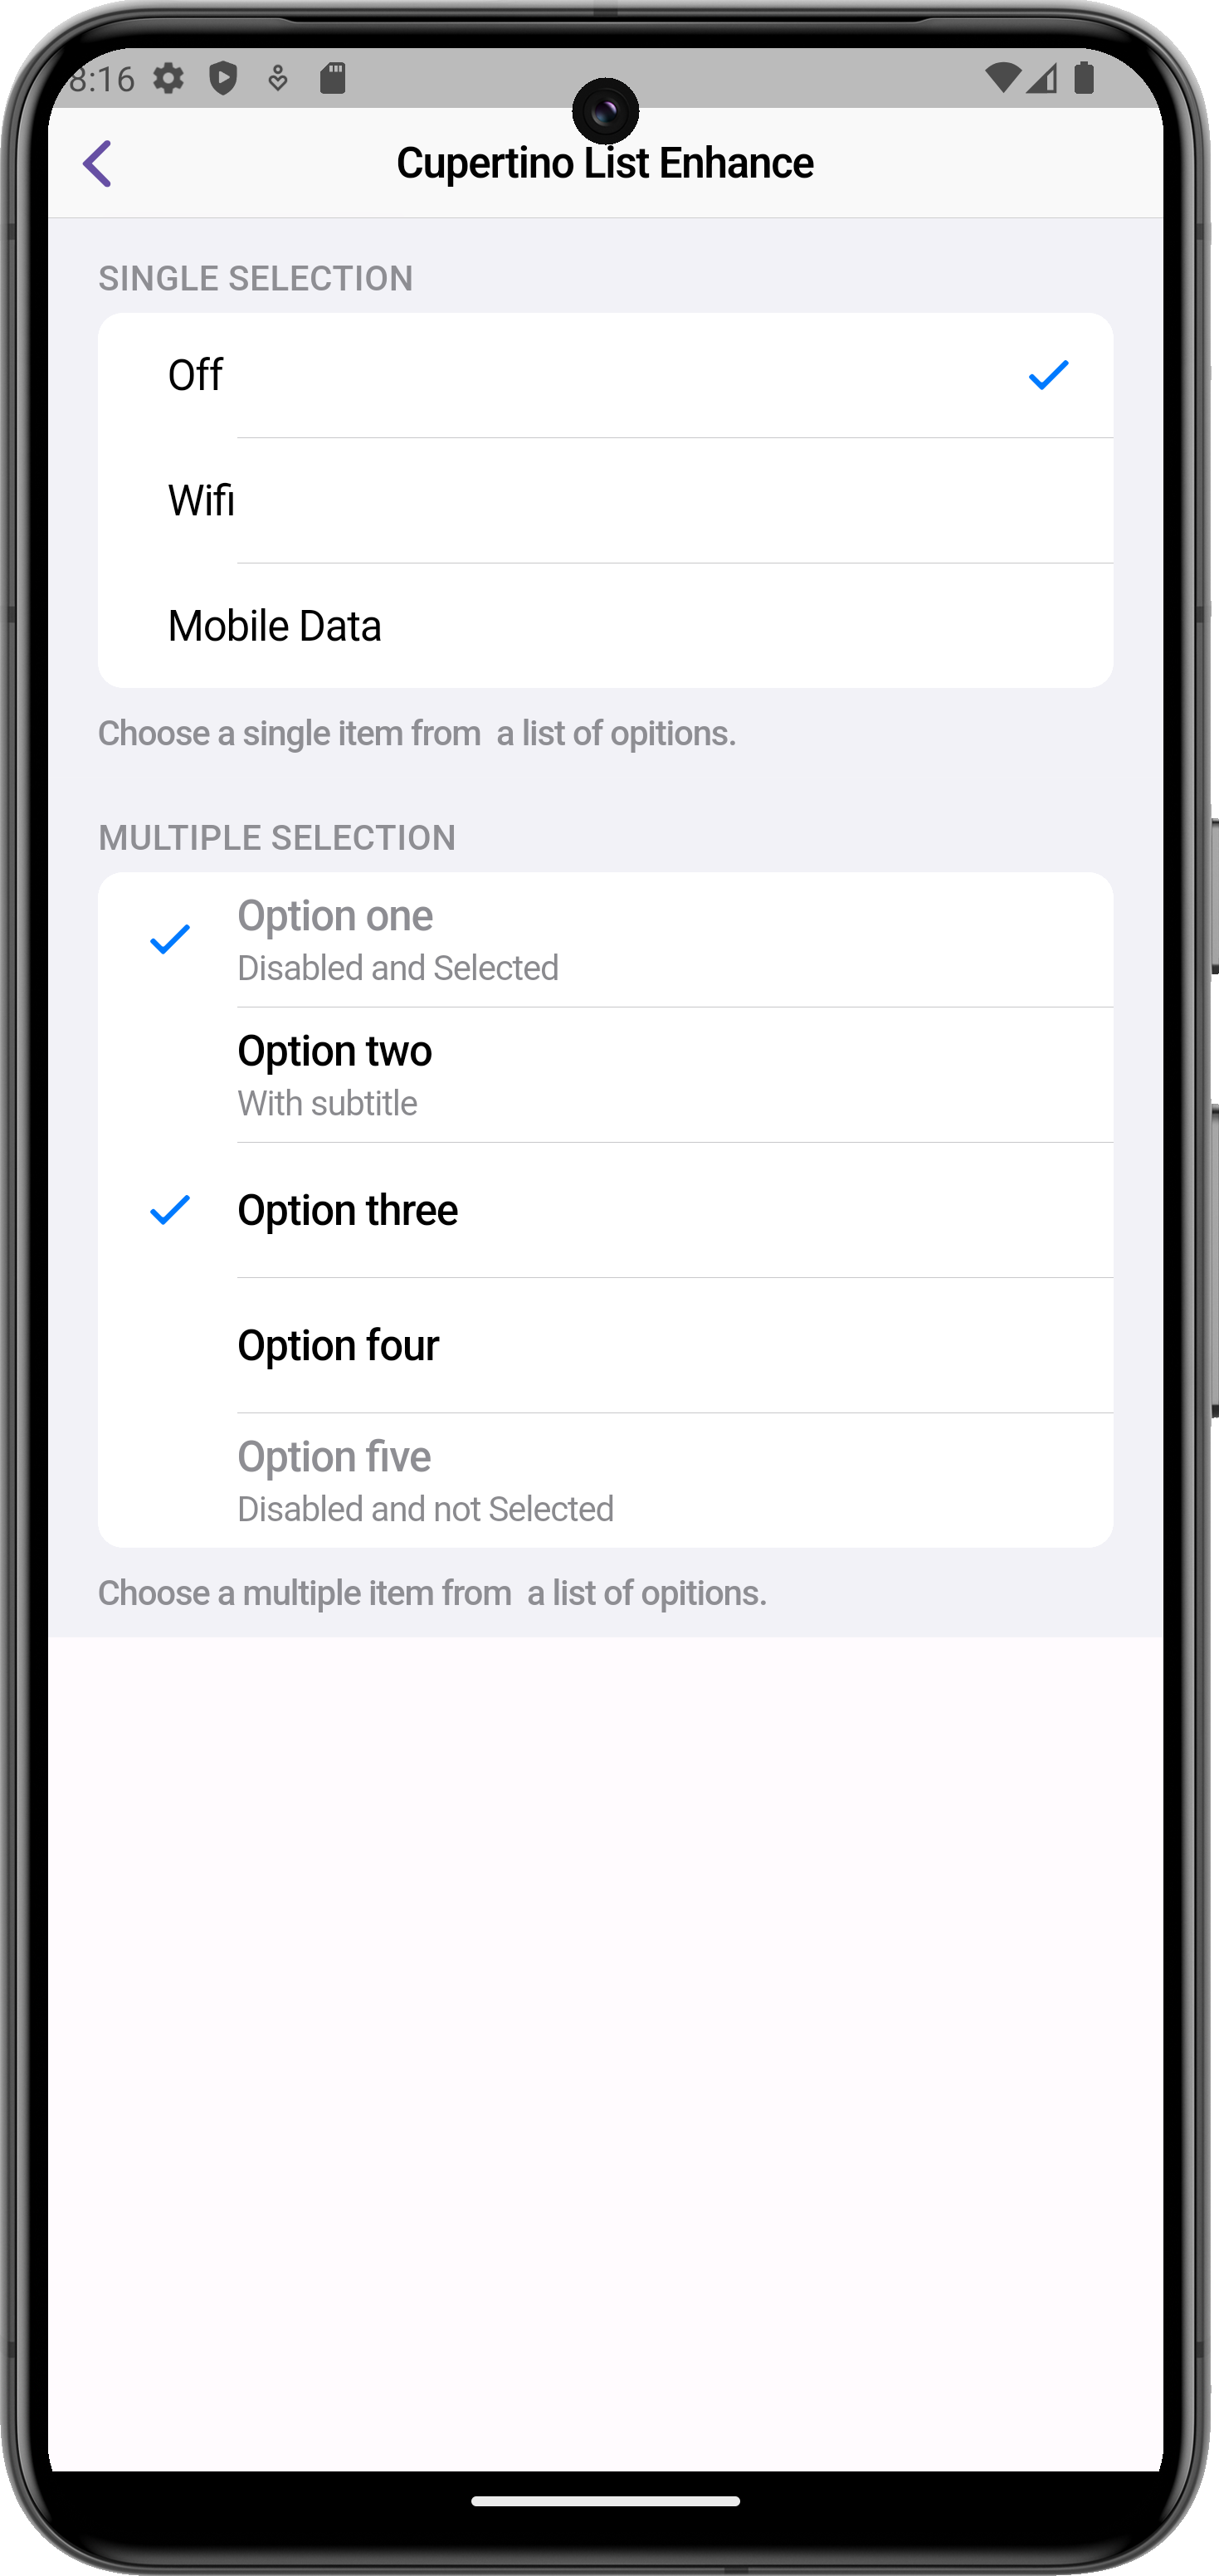 8:16
Cupertino List Enhance
SINGLE SELECTION
Off
Wifi
Mobile Data
Choose a single item from  a list of opitions.
MULTIPLE SELECTION
Option one
Disabled and Selected
Option two
With subtitle
Option three
Option four
Option five
Disabled and not Selected
Choose a multiple item from  a list of opitions.